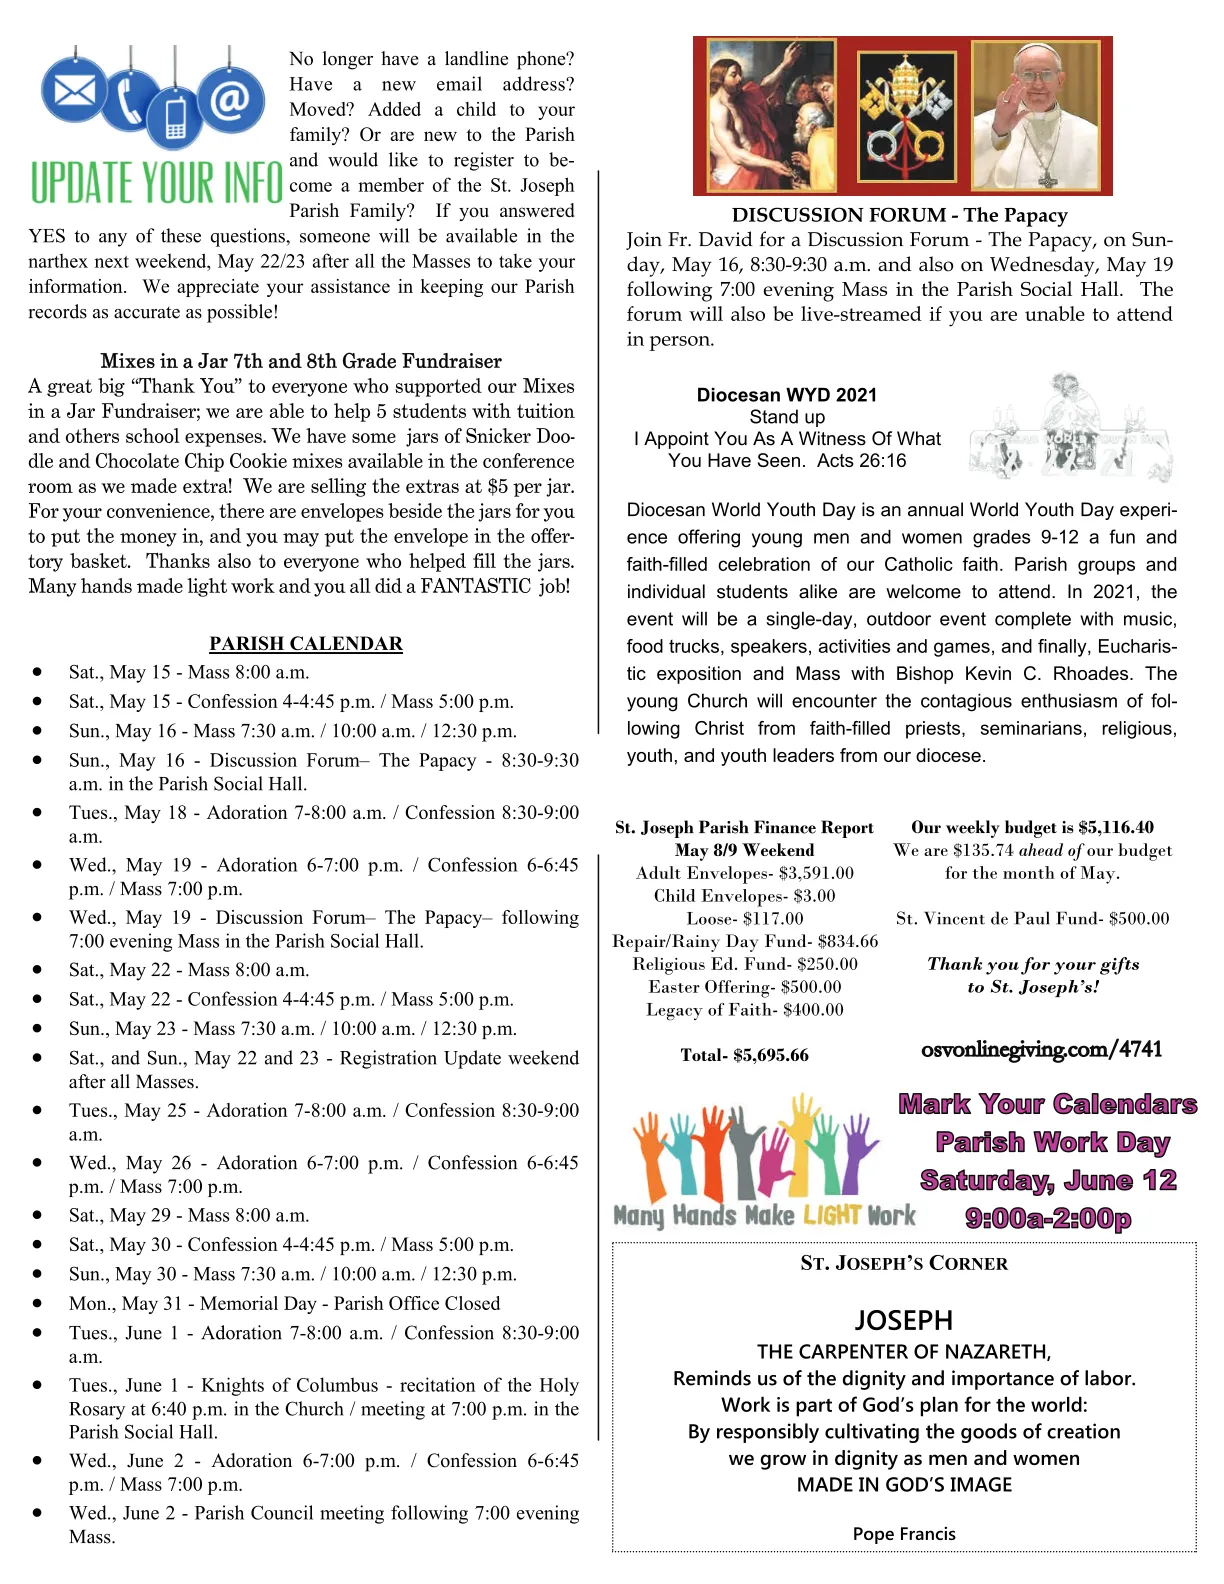 No longer have a landline phone?
Have a new email address?
Moved? Added a child to your
family? Or are new to the Parish
and would like to register to be-
come a member of the St. Joseph
Parish Family?  If you answered
UPDATE YOUR INFO
YES to any of these questions, someone will be available in the
narthex next weekend, May 22/23 after all the Masses to take your
information.  We appreciate your assistance in keeping our Parish
records as accurate as possible!
Mixes in a Jar 7th and 8th Grade Fundraiser
A great big “Thank You” to everyone who supported our Mixes
in a Jar Fundraiser; we are able to help 5 students with tuition
and others school expenses. We have some  jars of Snicker Doo-
dle and Chocolate Chip Cookie mixes available in the conference
room as we made extra!  We are selling the extras at $5 per jar.
For your convenience, there are envelopes beside the jars for you
to put the money in, and you may put the envelope in the offer-
tory basket.  Thanks also to everyone who helped fill the jars.
Many hands made light work and you all did a FANTASTIC  job!
PARISH CALENDAR
● Sat., May 15 - Mass 8:00 a.m.
● Sat., May 15 - Confession 4-4:45 p.m. / Mass 5:00 p.m.
● Sun., May 16 - Mass 7:30 a.m. / 10:00 a.m. / 12:30 p.m.
● Sun., May 16 - Discussion Forum– The Papacy - 8:30-9:30
a.m. in the Parish Social Hall.
● Tues., May 18 - Adoration 7-8:00 a.m. / Confession 8:30-9:00
a.m.
● Wed., May 19 - Adoration 6-7:00 p.m. / Confession 6-6:45
p.m. / Mass 7:00 p.m.
● Wed., May 19 - Discussion Forum– The Papacy– following
7:00 evening Mass in the Parish Social Hall.
● Sat., May 22 - Mass 8:00 a.m.
● Sat., May 22 - Confession 4-4:45 p.m. / Mass 5:00 p.m.
● Sun., May 23 - Mass 7:30 a.m. / 10:00 a.m. / 12:30 p.m.
● Sat., and Sun., May 22 and 23 - Registration Update weekend
after all Masses.
● Tues., May 25 - Adoration 7-8:00 a.m. / Confession 8:30-9:00
a.m.
● Wed., May 26 - Adoration 6-7:00 p.m. / Confession 6-6:45
p.m. / Mass 7:00 p.m.
● Sat., May 29 - Mass 8:00 a.m.
● Sat., May 30 - Confession 4-4:45 p.m. / Mass 5:00 p.m.
● Sun., May 30 - Mass 7:30 a.m. / 10:00 a.m. / 12:30 p.m.
● Mon., May 31 - Memorial Day - Parish Office Closed
● Tues., June 1 - Adoration 7-8:00 a.m. / Confession 8:30-9:00
a.m.
● Tues., June 1 - Knights of Columbus - recitation of the Holy
Rosary at 6:40 p.m. in the Church / meeting at 7:00 p.m. in the
Parish Social Hall.
● Wed., June 2 - Adoration 6-7:00 p.m. / Confession 6-6:45
p.m. / Mass 7:00 p.m.
● Wed., June 2 - Parish Council meeting following 7:00 evening
Mass.
DISCUSSION FORUM - The Papacy
Join Fr. David for a Discussion Forum - The Papacy, on Sun-
day, May 16, 8:30-9:30 a.m. and also on Wednesday, May 19
following 7:00 evening Mass in the Parish Social Hall.  The
forum will also be live-streamed if you are unable to attend
in person.
Diocesan WYD 2021
Stand up
I Appoint You As A Witness Of What
You Have Seen.  Acts 26:16
DIOCESAN WORLD YOUTH DAY
Diocesan World Youth Day is an annual World Youth Day experi-
ence offering young men and women grades 9-12 a fun and
faith-filled celebration of our Catholic faith. Parish groups and
individual students alike are welcome to attend. In 2021, the
event will be a single-day, outdoor event complete with music,
food trucks, speakers, activities and games, and finally, Eucharis-
tic exposition and Mass with Bishop Kevin C. Rhoades. The
young Church will encounter the contagious enthusiasm of fol-
lowing Christ from faith-filled priests, seminarians, religious,
youth, and youth leaders from our diocese.
St. Joseph Parish Finance Report
May 8/9 Weekend
Adult Envelopes- $3,591.00
Child Envelopes- $3.00
Loose- $117.00
Repair/Rainy Day Fund- $834.66
Religious Ed. Fund- $250.00
Easter Offering- $500.00
Legacy of Faith- $400.00
Total- $5,695.66
Our weekly budget is $5,116.40
We are $135.74 ahead of our budget
for the month of May.
St. Vincent de Paul Fund- $500.00
Thank you for your gifts
to St. Joseph’s!
osvonlinegiving.com/4741
Many Hands Make LIGHT Work
Mark Your Calendars
Parish Work Day
Saturday, June 12
9:00a-2:00p
ST. JOSEPH’S CORNER
JOSEPH
THE CARPENTER OF NAZARETH,
Reminds us of the dignity and importance of labor.
Work is part of God’s plan for the world:
By responsibly cultivating the goods of creation
we grow in dignity as men and women
MADE IN GOD’S IMAGE
Pope Francis